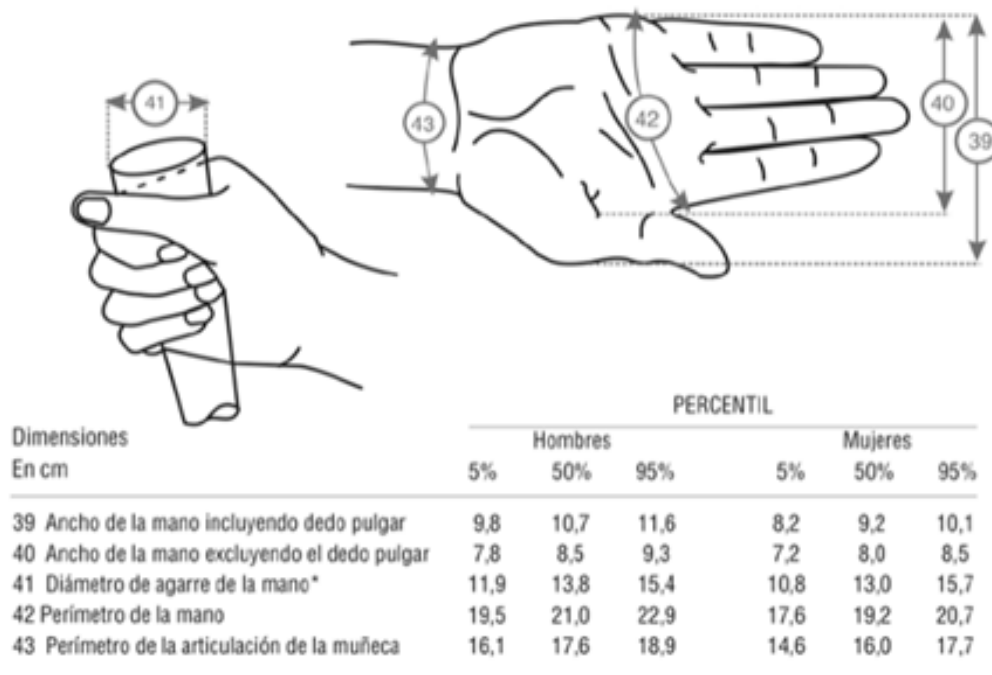 41
43
42
40
39
PERCENTIL
Dimensiones Hombres Mujeres
En cm 5% 50% 95% 5% 50% 95%
39 Ancho de la mano incluyendo dedo pulgar 9,8 10,7 11,6 8,2 9,2 10,1
40 Ancho de la mano excluyendo el dedo pulgar 7,8 8,5 9,3 7,2 8,0 8,5
41 Diámetro de agarre de la mano* 11,9 13,8 15,4 10,8 13,0 15,7
42 Perímetro de la mano 19,5 21,0 22,9 17,6 19,2 20,7
43 Perímetro de la articulación de la muñeca 16,1 17,6 18,9 14,6 16,0 17,7